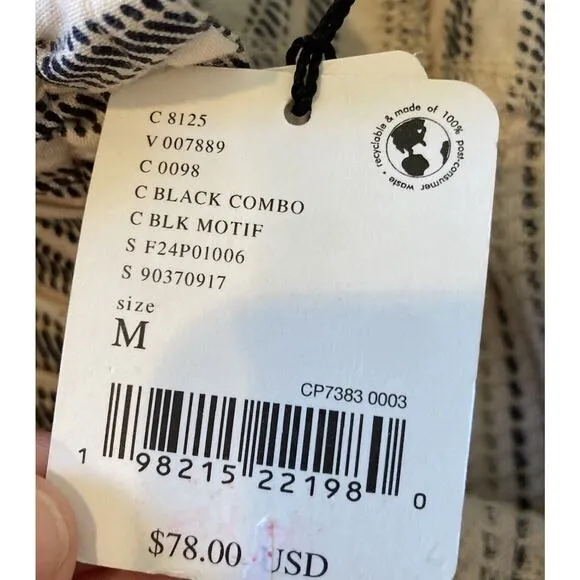 C 8125
V 007889
C 0098
C BLACK COMBO
C BLK MOTIF
S F24P01006
S 90370917
size
M
recyclable & made of 100% post-consumer waste •
CP7383 0003
1 98215 22198 0
$78.00 USD